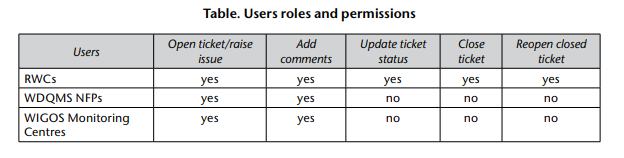 Table. Users roles and permissions
Users Open ticket/raise issue Add comments Update ticket status Close ticket Reopen closed ticket
RWCs yes yes yes yes yes
WDQMS NFPs yes yes no no no
WIGOS Monitoring Centres yes yes no no no